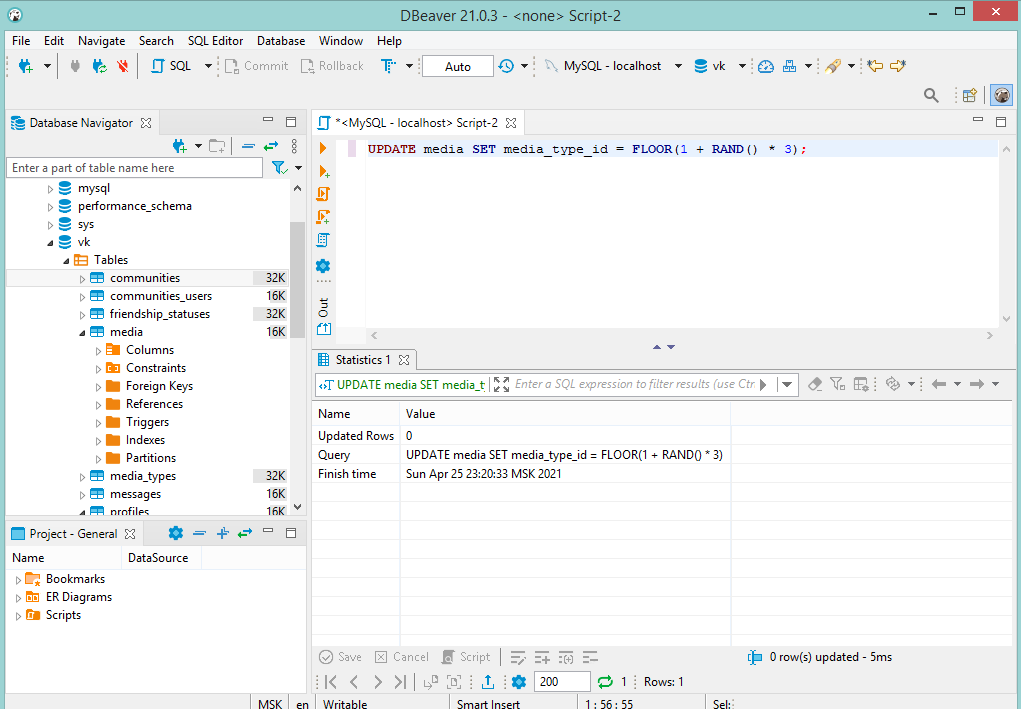 DBeaver 21.0.3 - <none> Script-2
File Edit Navigate Search SQL Editor Database Window Help
SQL Commit Rollback Auto MySQL - localhost vk
Database Navigator
Enter a part of table name here
mysql
performance_schema
sys
vk
Tables
communities 32K
communities_users 16K
friendship_statuses 32K
media 16K
Columns
Constraints
Foreign Keys
References
Triggers
Indexes
Partitions
media_types 32K
messages 16K
profiles 16K
Project - General
Name DataSource
Bookmarks
ER Diagrams
Scripts
*<MySQL - localhost> Script-2
UPDATE media SET media_type_id = FLOOR(1 + RAND() * 3);
Out
Statistics 1
UPDATE media SET media_t Enter a SQL expression to filter results (use Ctr
Name Value
Updated Rows 0
Query UPDATE media SET media_type_id = FLOOR(1 + RAND() * 3)
Finish time Sun Apr 25 23:20:33 MSK 2021
Save Cancel Script 0 row(s) updated - 5ms
200 1 Rows: 1
MSK en Writable Smart Insert 1 : 56 : 55 Sel: